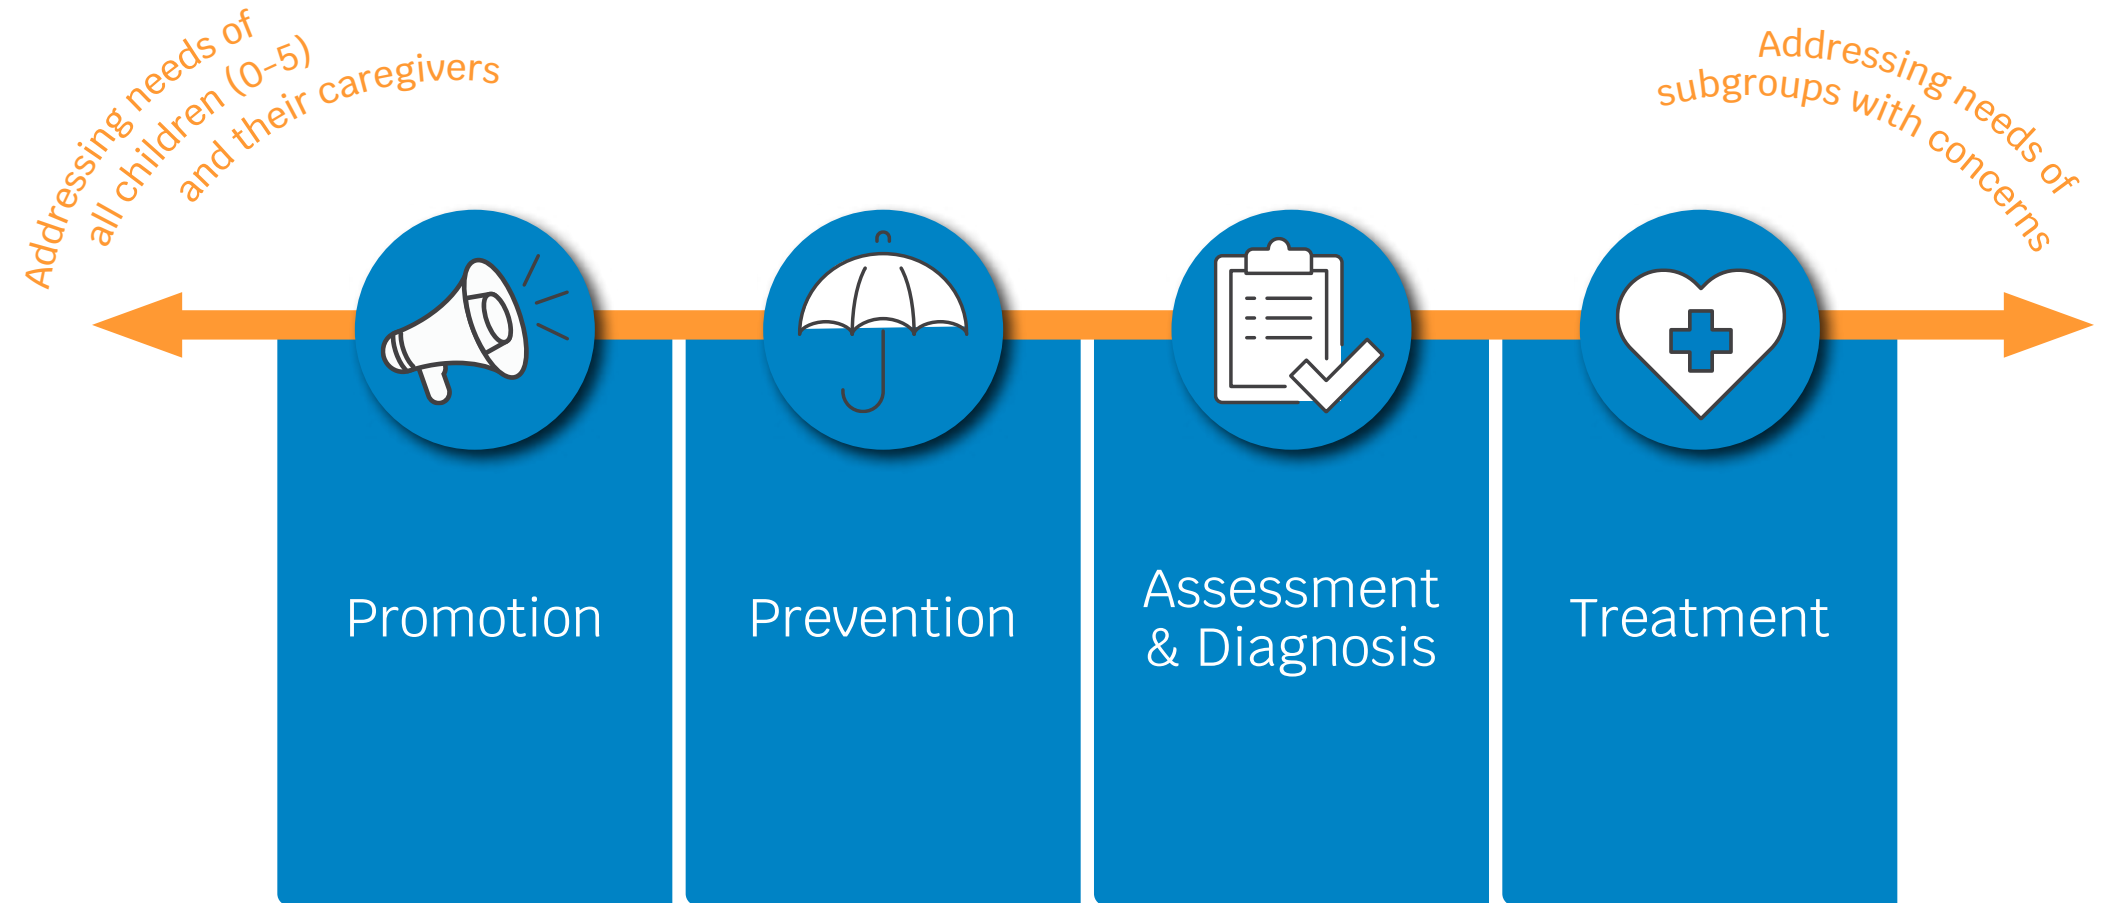 Addressing needs of
all children (0-5)
and their caregivers
Addressing needs of
subgroups with concerns
Promotion
Prevention
Assessment
& Diagnosis
Treatment